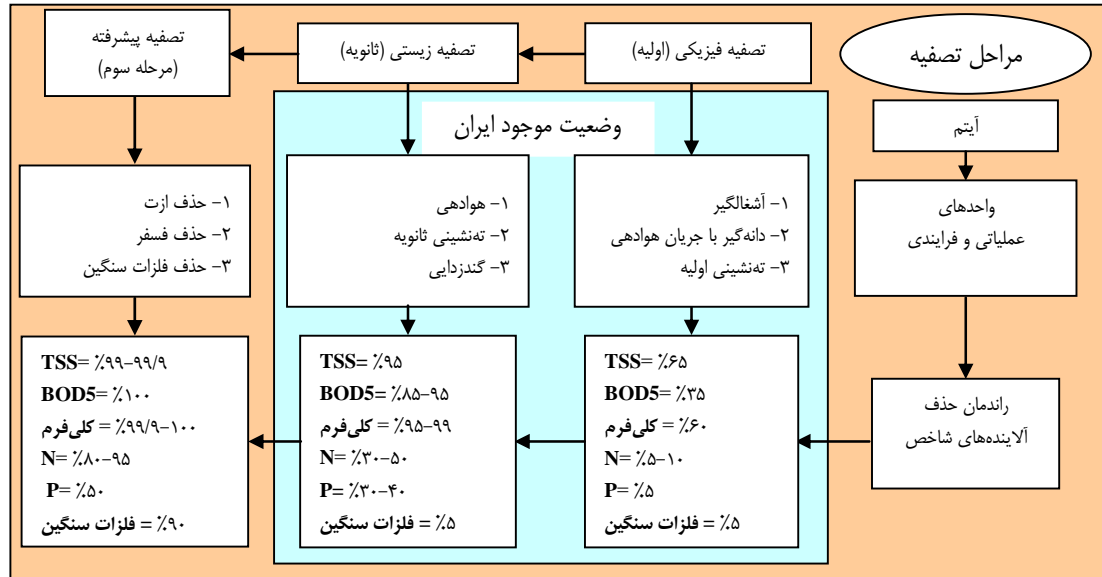 مراحل تصفیه
تصفیه فیزیکی (اولیه)
تصفیه زیستی (ثانویه)
تصفیه پیشرفته
(مرحله سوم)
آیتم
وضعیت موجود ایران
واحدهای
عملیاتی و فرایندی
۱- آشغالگیر
۲- دانه‌گیر با جریان هوادهی
۳- ته‌نشینی اولیه
۱- هوادهی
۲- ته‌نشینی ثانویه
۳- گندزدایی
۱- حذف ازت
۲- حذف فسفر
۳- حذف فلزات سنگین
راندمان حذف
آلاینده‌های شاخص
TSS= ٪۶۵
BOD5= ٪۳۵
کلی‌فرم = ٪۶۰
N= ٪۵-۱۰
P= ٪۵
فلزات سنگین = ٪۵
TSS= ٪۹۵
BOD5= ٪۸۵-۹۵
کلی‌فرم = ٪۹۵-۹۹
N= ٪۳۰-۵۰
P= ٪۳۰-۴۰
فلزات سنگین = ٪۵
TSS= ٪۹۹-۹۹/۹
BOD5= ٪۱۰۰
کلی‌فرم = ٪۹۹/۹-۱۰۰
N= ٪۸۰-۹۵
P= ٪۵۰
فلزات سنگین = ٪۹۰